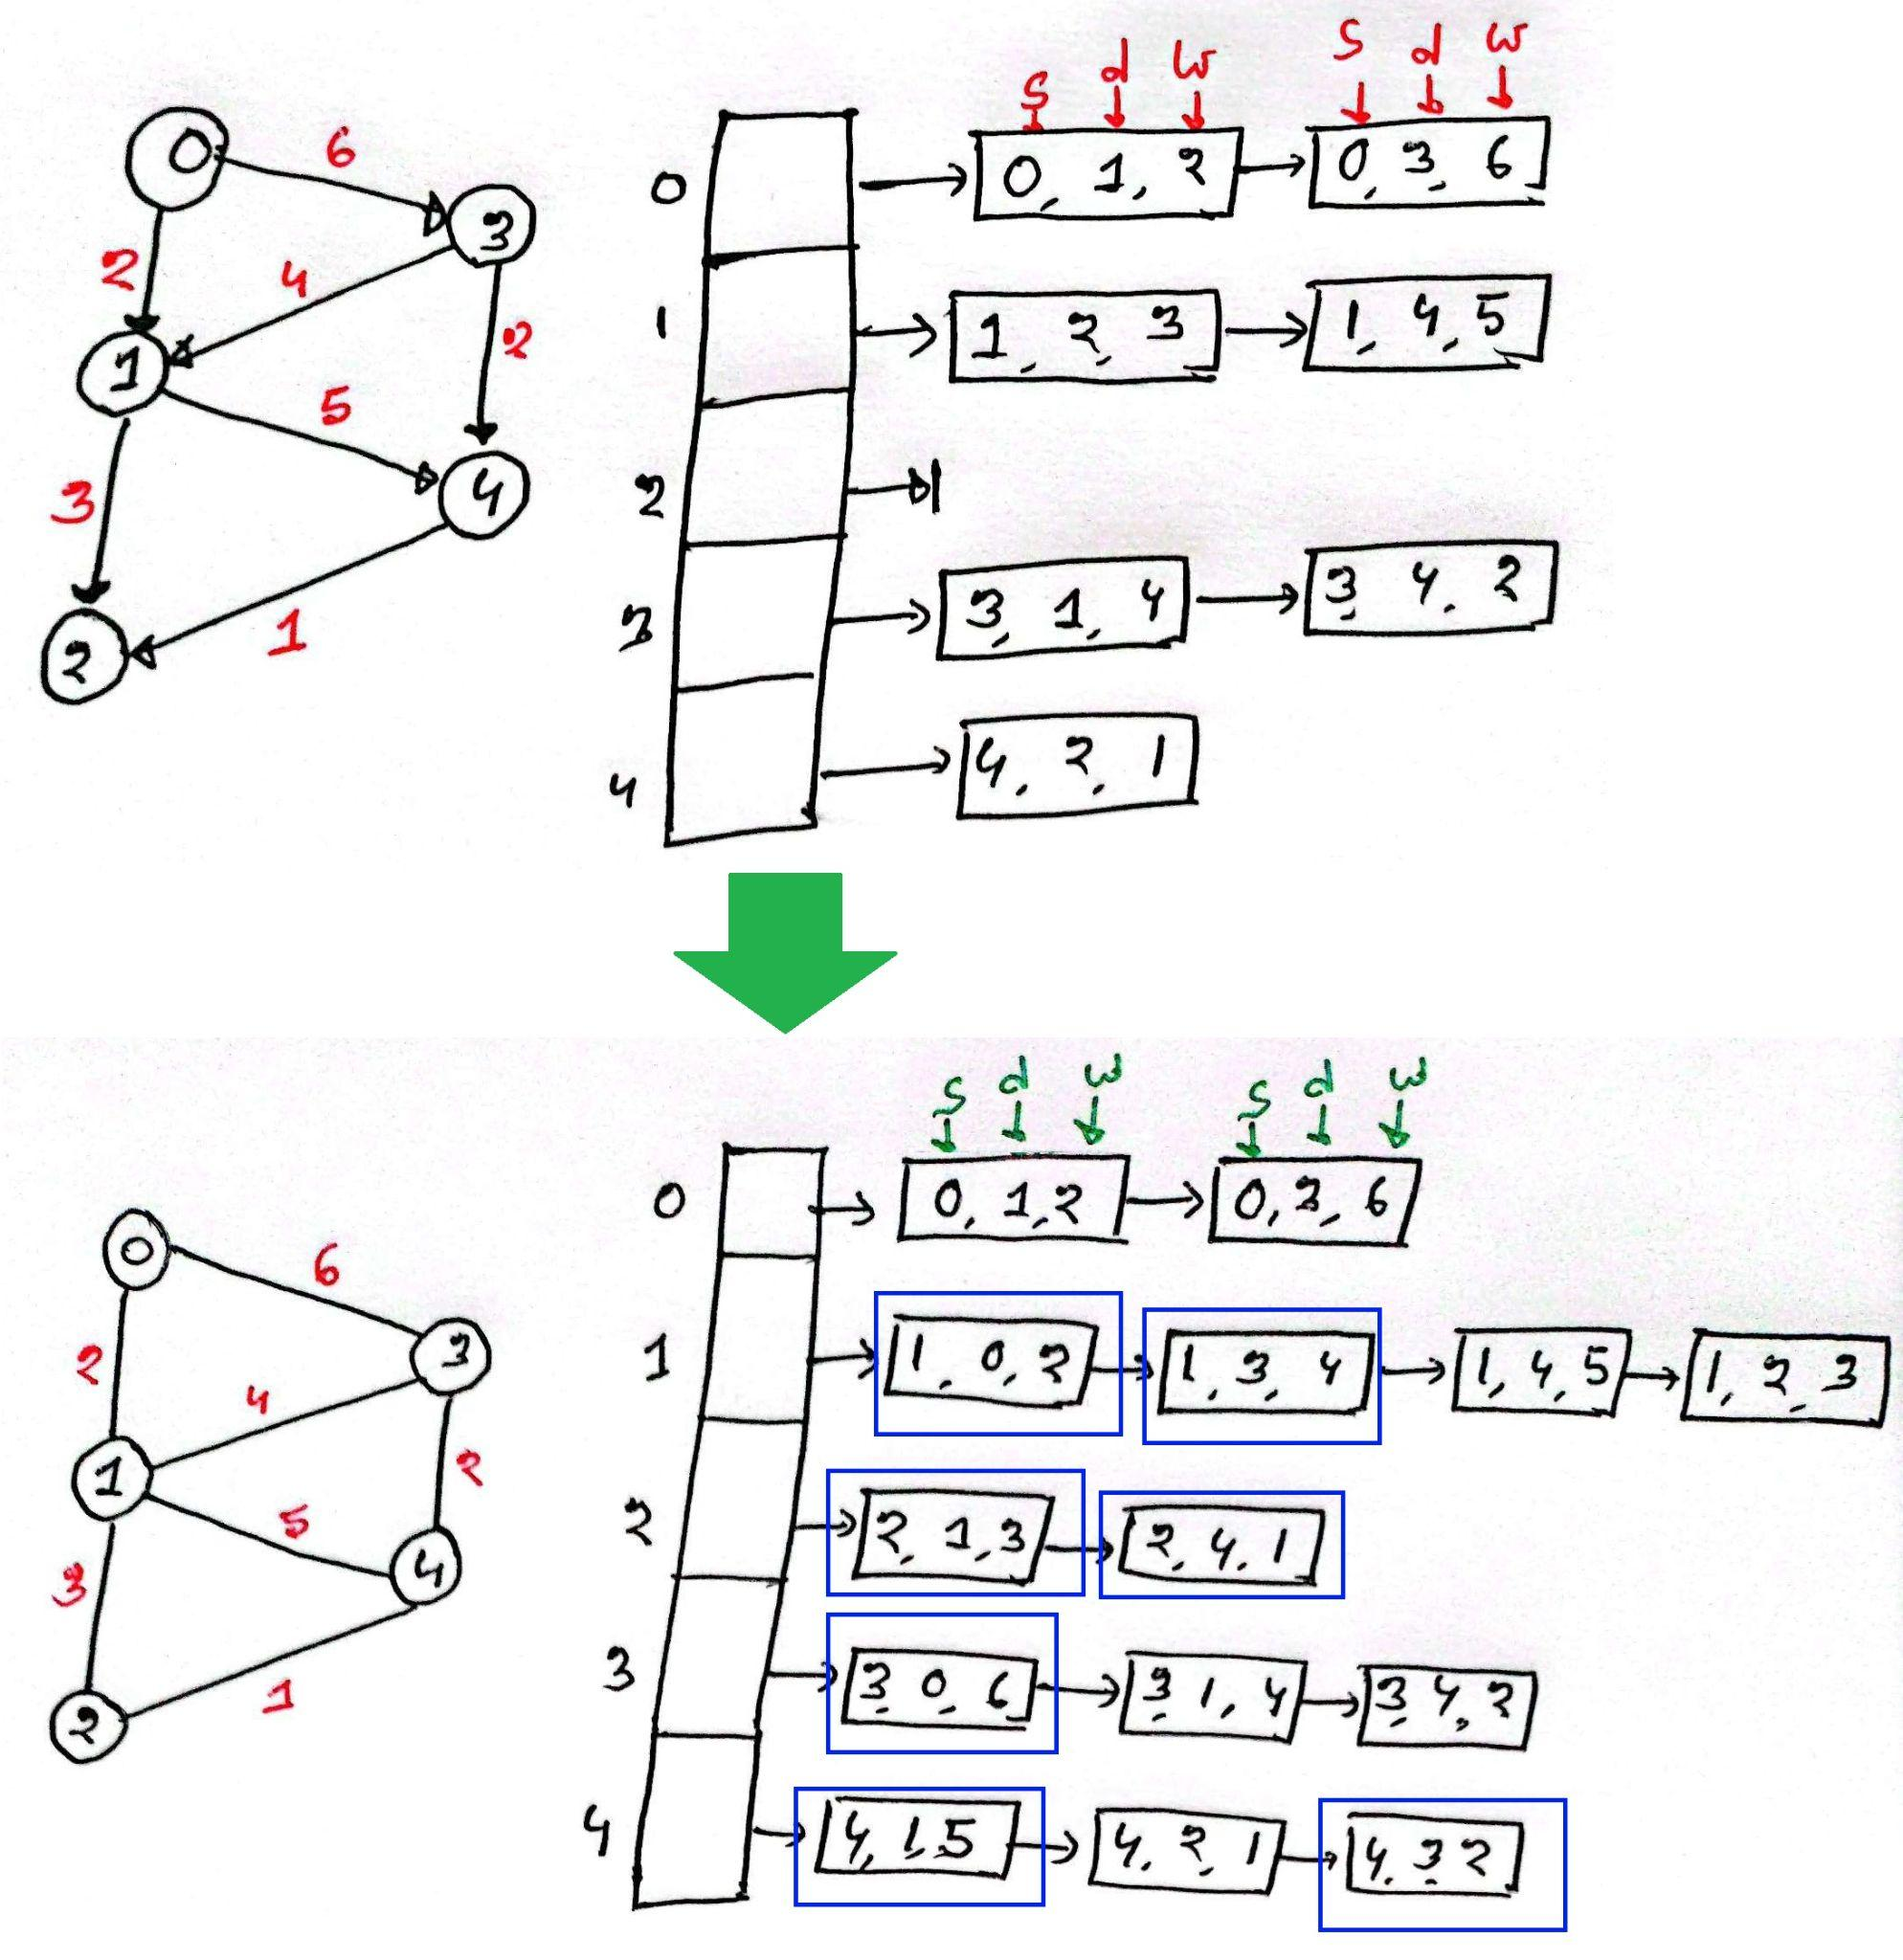 S d W S d W
0 6
3
0 0, 1, 2 0, 3, 6
2 4
1 5 2
1 1, 2, 3 1, 4, 5
3 4
2
2 1
3 3, 1, 4 3, 4, 2
4 4, 2, 1
S d W S d W
0 6 3
2 4
1 5 2
3 4
2 1
0 0, 1, 2 0, 3, 6
1 1, 0, 2 1, 3, 4 1, 4, 5 1, 2, 3
2 2, 1, 3 2, 4, 1
3 3, 0, 6 3, 1, 4 3, 4, 2
4 4, 1, 5 4, 2, 1 4, 3 2